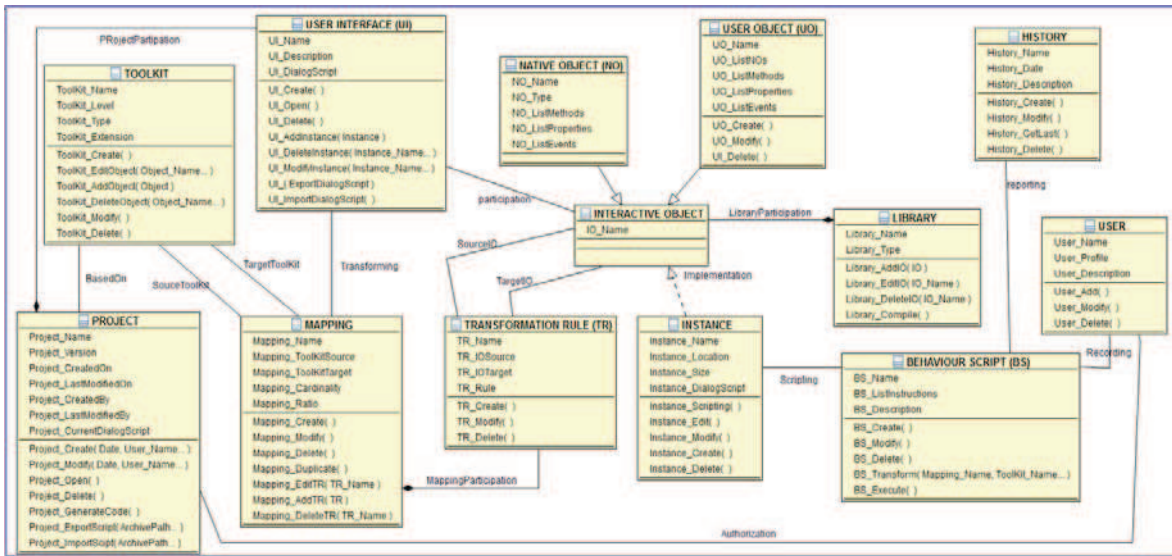 USER INTERFACE (UI)
UI_Name
UI_Description
UI_DialogScript
UI_Create( )
UI_Open( )
UI_Delete( )
UI_AddInstance( Instance )
UI_DeleteInstance( Instance_Name... )
UI_ModifyInstance( Instance_Name... )
UI_( ExportDialogScript )
UI_ImportDialogScript( )
PRojectPartipation
TOOLKIT
ToolKit_Name
ToolKit_Level
ToolKit_Type
ToolKit_Extension
ToolKit_Create( )
ToolKit_EditObject( Object_Name... )
ToolKit_AddObject( Object )
ToolKit_DeleteObject( Object_Name... )
ToolKit_Modify( )
ToolKit_Delete( )
NATIVE OBJECT (NO)
NO_Name
NO_Type
NO_ListMethods
NO_ListProperties
NO_ListEvents
USER OBJECT (UO)
UO_Name
UO_ListNOs
UO_ListMethods
UO_ListProperties
UO_ListEvents
UO_Create( )
UO_Modify( )
UI_Delete( )
HISTORY
History_Name
History_Date
History_Description
History_Create( )
History_Modify( )
History_GetLast( )
History_Delete( )
participation
reporting
INTERACTIVE OBJECT
IO_Name
LibraryParticipation
LIBRARY
Library_Name
Library_Type
Library_AddIO( IO )
Library_EditIO( IO_Name )
Library_DeleteIO( IO_Name )
Library_Compile( )
USER
User_Name
User_Profile
User_Description
User_Add( )
User_Modify( )
User_Delete( )
BasedOn
SouceToolKit
TargetToolKit
Transforming
SourceIO
TargetIO
Implementation
PROJECT
Project_Name
Project_Version
Project_CreatedOn
Project_LastModifiedOn
Project_CreatedBy
Project_LastModifiedBy
Project_CurrentDialogScript
Project_Create( Date, User_Name... )
Project_Modify( Date, User_Name... )
Project_Open( )
Project_Delete( )
Project_GenerateCode( )
Project_ExportScript( ArchivePath... )
Project_ImportScipt( ArchivePath... )
MAPPING
Mapping_Name
Mapping_ToolKitSource
Mapping_ToolKitTarget
Mapping_Cardinality
Mapping_Ratio
Mapping_Create( )
Mapping_Modify( )
Mapping_Delete( )
Mapping_Duplicate( )
Mapping_EditTR( TR_Name )
Mapping_AddTR( TR )
Mapping_DeleteTR( TR_Name )
TRANSFORMATION RULE (TR)
TR_Name
TR_IOSource
TR_IOTarget
TR_Rule
TR_Create( )
TR_Modify( )
TR_Delete( )
MappingParticipation
INSTANCE
Instance_Name
Instance_Location
Instance_Size
Instance_DialogScript
Instance_Scripting( )
Instance_Edit( )
Instance_Modify( )
Instance_Create( )
Instance_Delete( )
Scripting
Recording
BEHAVIOUR SCRIPT (BS)
BS_Name
BS_ListInstructions
BS_Description
BS_Create( )
BS_Modify( )
BS_Delete( )
BS_Transform( Mapping_Name, ToolKit_Name... )
BS_Execute( )
Authorization